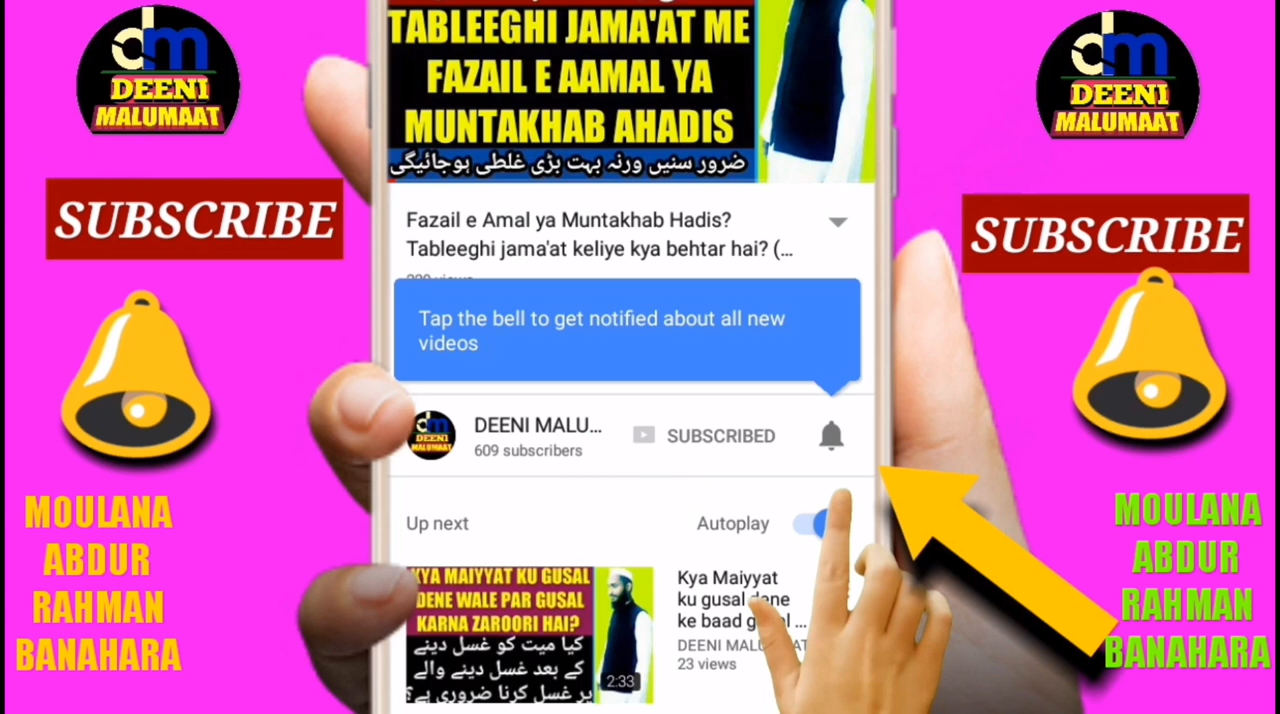 dm
DEENI
MALUMAAT
SUBSCRIBE
MOULANA
ABDUR
RAHMAN
BANAHARA
TABLEEGHI JAMA'AT ME
FAZAIL E AAMAL YA
MUNTAKHAB AHADIS
ضرور سنیں ورنہ بہت بڑی غلطی ہوجائیگی
Fazail e Amal ya Muntakhab Hadis?
Tableeghi jama'at keliye kya behtar hai? (...
Tap the bell to get notified about all new
videos
dm
DEENI
MALUMAAT
DEENI MALU...
609 subscribers
SUBSCRIBED
Up next
Autoplay
KYA MAIYYAT KU GUSAL
DENE WALE PAR GUSAL
KARNA ZAROORI HAI?
کیا میت کو غسل دینے
کے بعد غسل دینے والے
پر غسل کرنا ضروری ہے؟
2:33
Kya Maiyyat
ku gusal dene
ke baad ...
DEENI
23 views
dm
DEENI
MALUMAAT
SUBSCRIBE
MOULANA
ABDUR
RAHMAN
BANAHARA